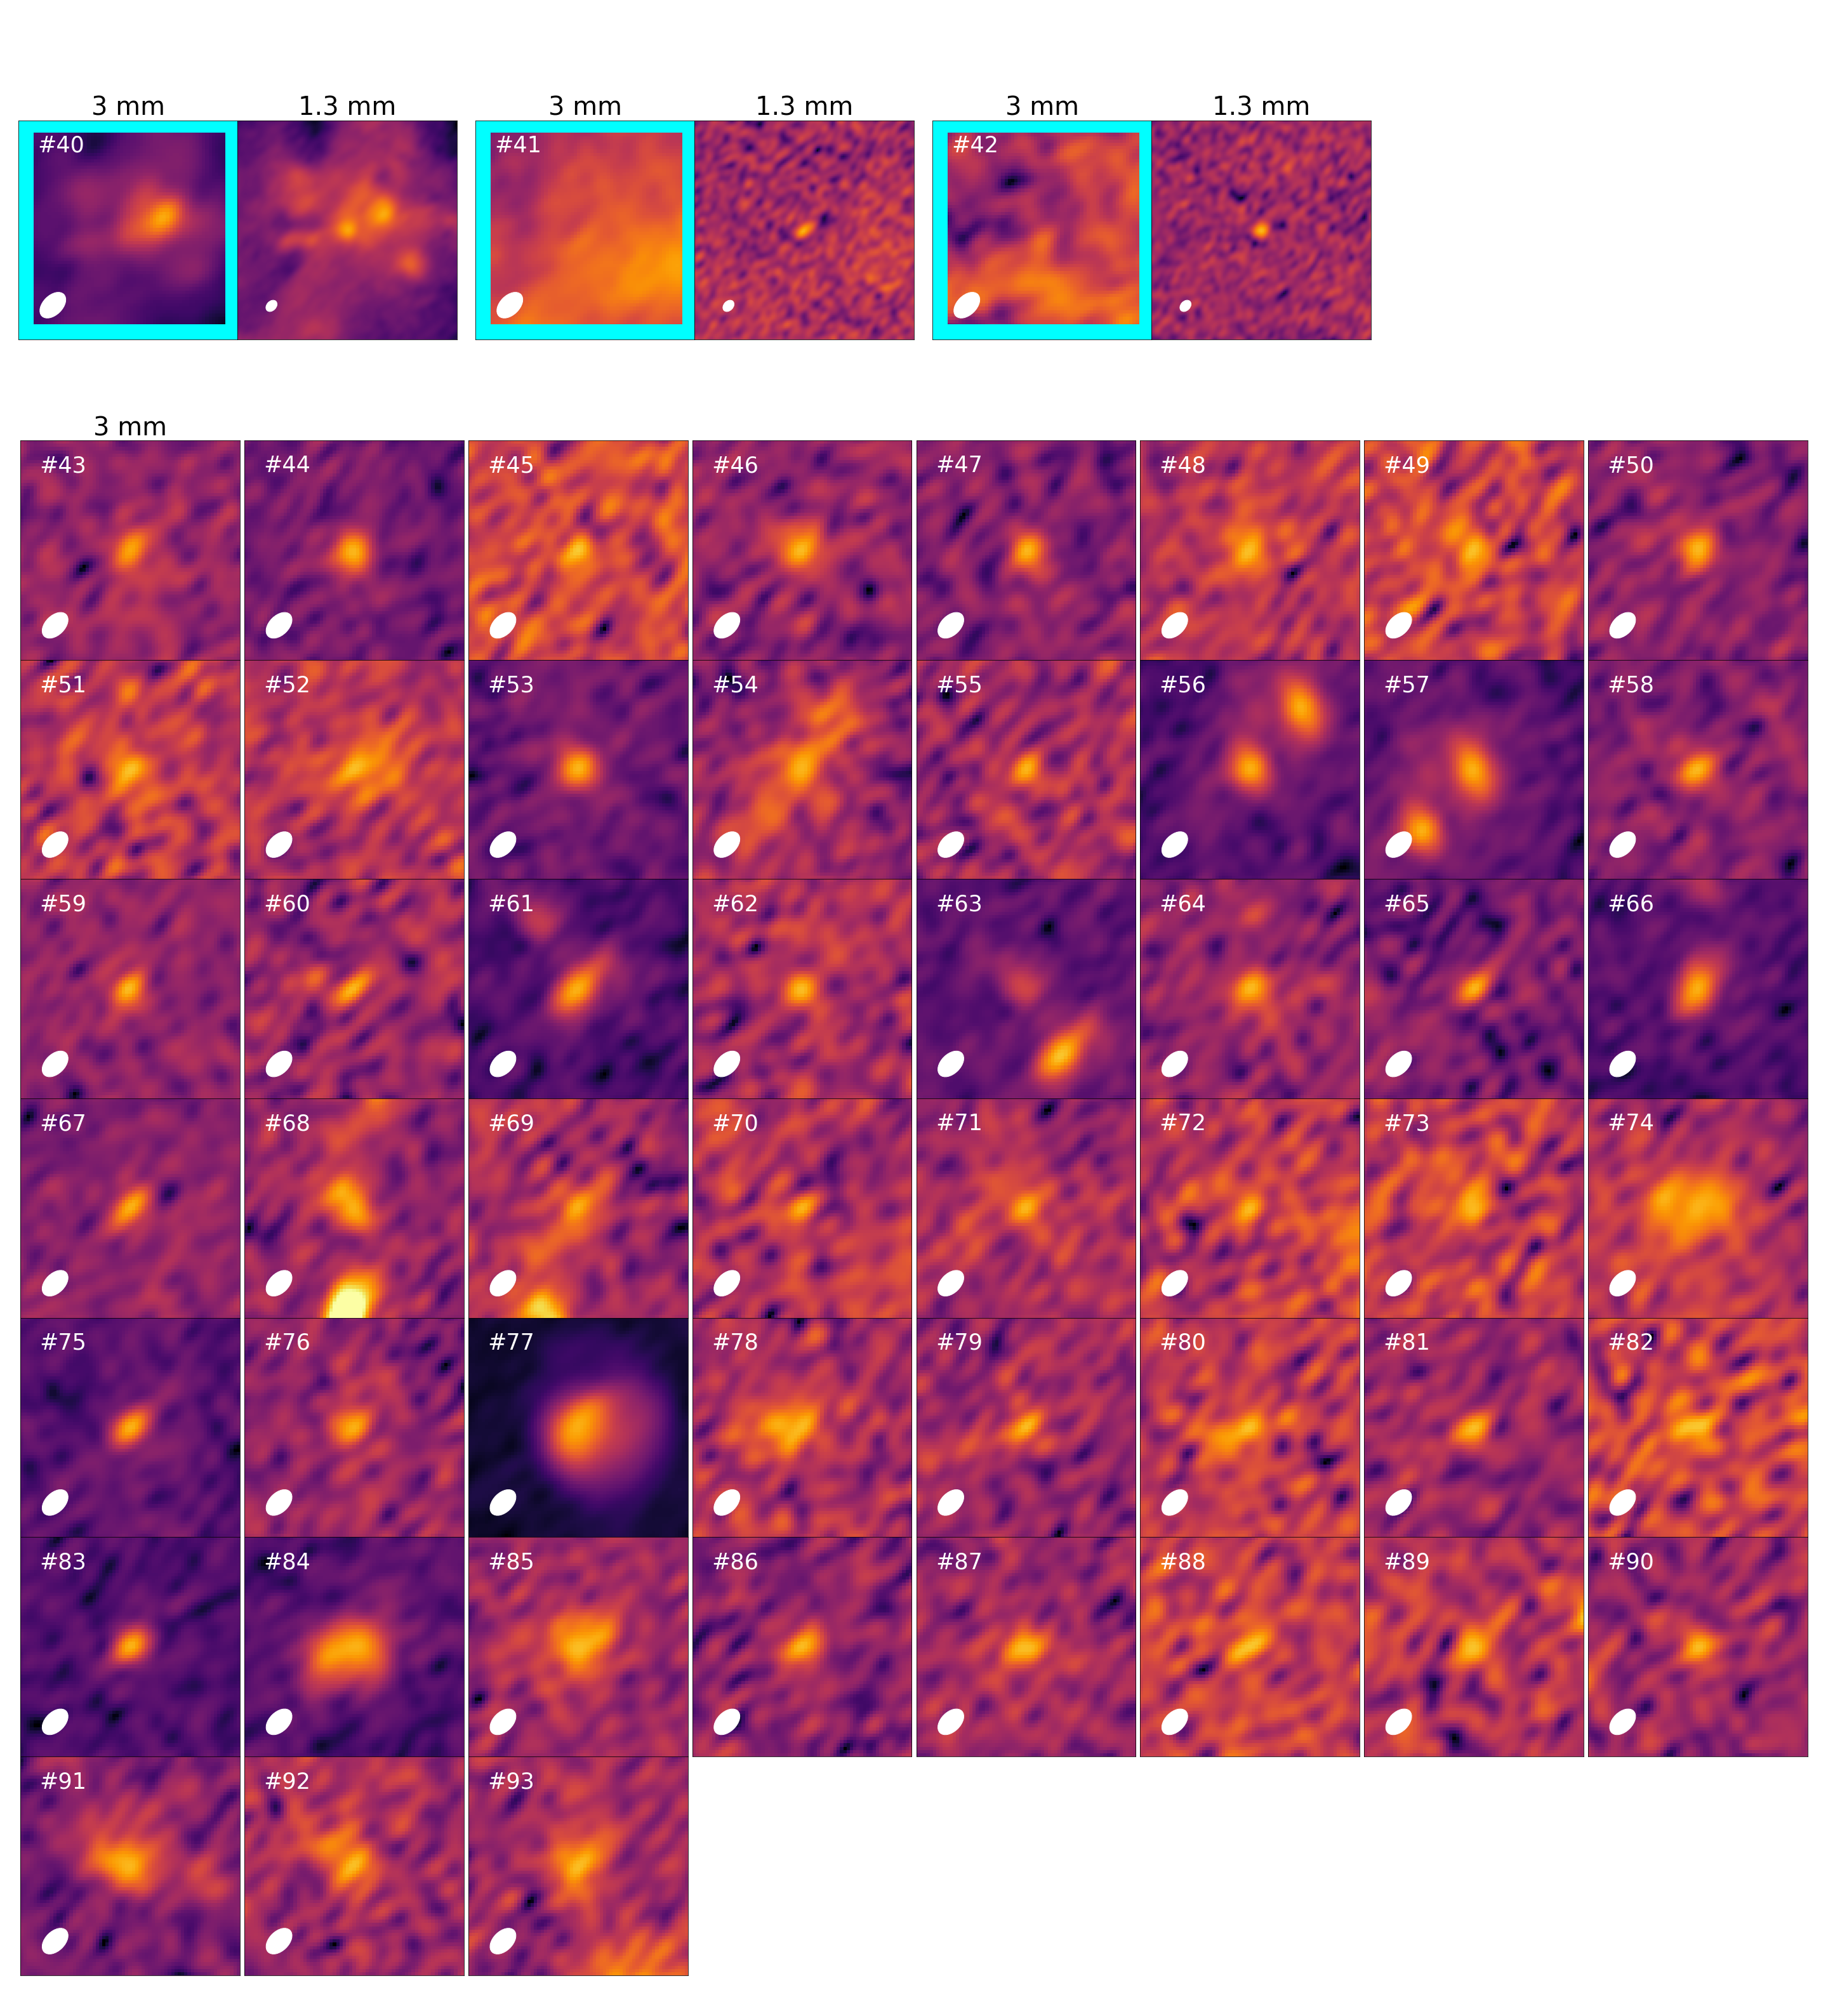 3 mm 1.3 mm 3 mm 1.3 mm 3 mm 1.3 mm
#40 #41 #42
3 mm
#43 #44 #45 #46 #47 #48 #49 #50
#51 #52 #53 #54 #55 #56 #57 #58
#59 #60 #61 #62 #63 #64 #65 #66
#67 #68 #69 #70 #71 #72 #73 #74
#75 #76 #77 #78 #79 #80 #81 #82
#83 #84 #85 #86 #87 #88 #89 #90
#91 #92 #93